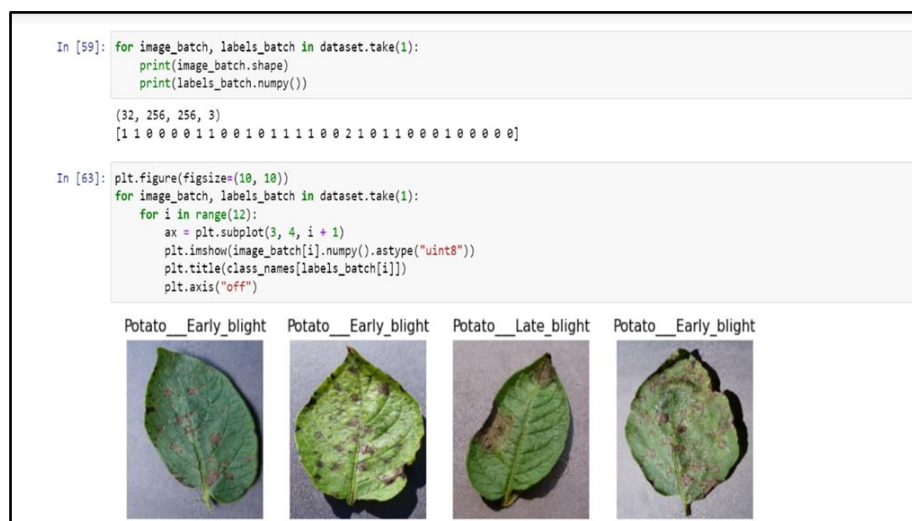 In [59]: for image_batch, labels_batch in dataset.take(1):
print(image_batch.shape)
print(labels_batch.numpy())
(32, 256, 256, 3)
[1 1 0 0 0 0 1 1 0 0 1 0 1 1 1 1 0 0 2 1 0 1 1 0 0 0 1 0 0 0 0 0]
In [63]: plt.figure(figsize=(10, 10))
for image_batch, labels_batch in dataset.take(1):
for i in range(12):
ax = plt.subplot(3, 4, i + 1)
plt.imshow(image_batch[i].numpy().astype("uint8"))
plt.title(class_names[labels_batch[i]])
plt.axis("off")
Potato___Early_blight Potato___Early_blight Potato___Late_blight Potato___Early_blight